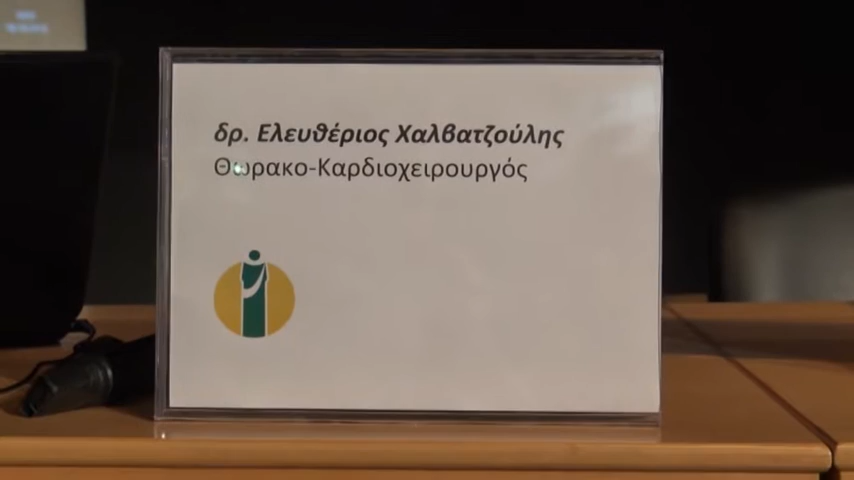 δρ. Ελευθέριος Χαλβατζούλης
Θωρακο-Καρδιοχειρουργός